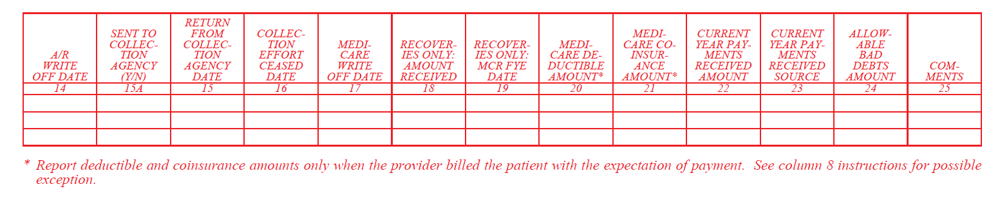 A/R
WRITE
OFF DATE
SENT TO
COLLEC-
TION
AGENCY
(Y/N)
RETURN
FROM
COLLEC-
TION
AGENCY
DATE
COLLEC-
TION
EFFORT
CEASED
DATE
MEDI-
CARE
WRITE
OFF DATE
RECOVER-
IES ONLY:
AMOUNT
RECEIVED
RECOVER-
IES ONLY:
MCR FYE
DATE
MEDI-
CARE DE-
DUCTIBLE
AMOUNT*
MEDI-
CARE CO-
INSUR-
ANCE
AMOUNT*
CURRENT
YEAR PAY-
MENTS
RECEIVED
AMOUNT
CURRENT
YEAR PAY-
MENTS
RECEIVED
SOURCE
ALLOW-
ABLE
BAD
DEBTS
AMOUNT
COM-
MENTS
14 15A 15 16 17 18 19 20 21 22 23 24 25
* Report deductible and coinsurance amounts only when the provider billed the patient with the expectation of payment. See column 8 instructions for possible
exception.